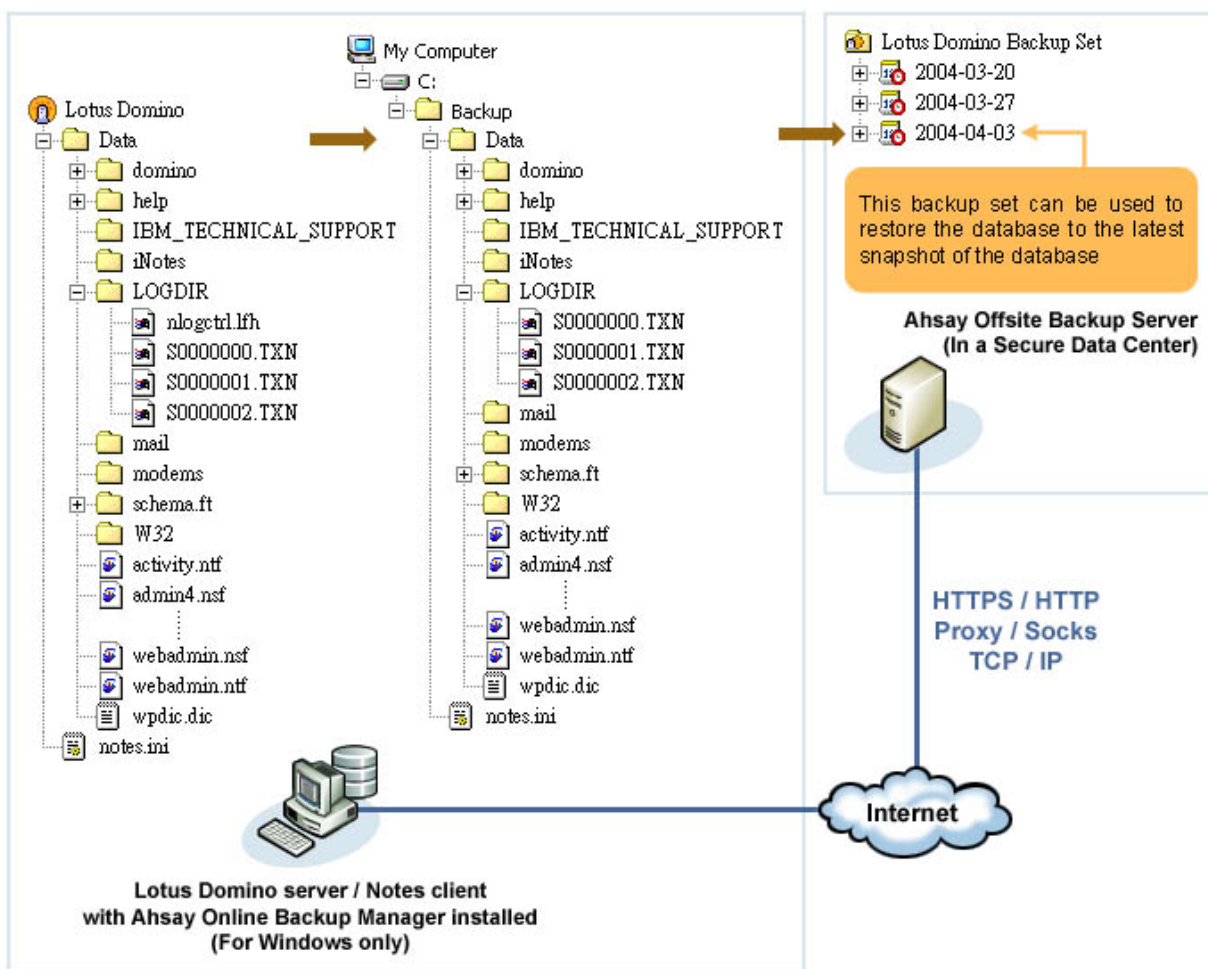 Lotus Domino
Data
domino
help
IBM_TECHNICAL_SUPPORT
iNotes
LOGDIR
nlogctrl.lfh
S0000000.TXN
S0000001.TXN
S0000002.TXN
mail
modems
schema.ft
W32
activity.ntf
admin4.nsf
webadmin.nsf
webadmin.ntf
wpdic.dic
notes.ini
My Computer
C:
Backup
Data
domino
help
IBM_TECHNICAL_SUPPORT
iNotes
LOGDIR
S0000000.TXN
S0000001.TXN
S0000002.TXN
mail
modems
schema.ft
W32
activity.ntf
admin4.nsf
webadmin.nsf
webadmin.ntf
wpdic.dic
notes.ini
Lotus Domino Backup Set
2004-03-20
2004-03-27
2004-04-03
This backup set can be used to
restore the database to the latest
snapshot of the database
Ahsay Offsite Backup Server
(In a Secure Data Center)
HTTPS / HTTP
Proxy / Socks
TCP / IP
Internet
Lotus Domino server / Notes client
with Ahsay Online Backup Manager installed
(For Windows only)